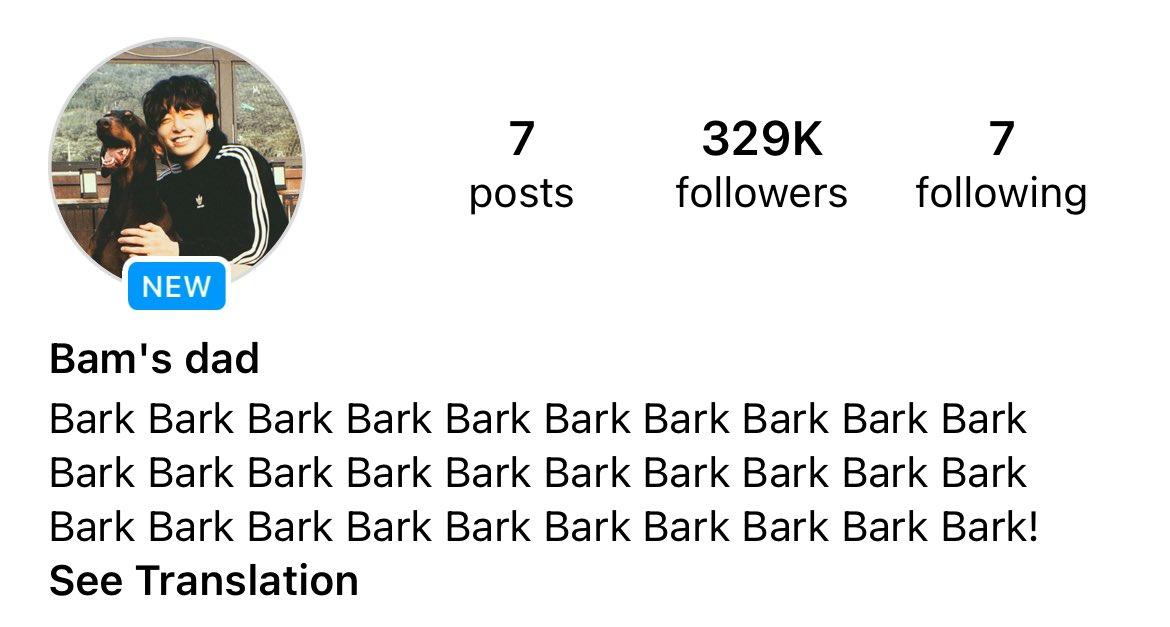 7 329K 7
posts followers following
NEW
Bam's dad
Bark Bark Bark Bark Bark Bark Bark Bark Bark Bark
Bark Bark Bark Bark Bark Bark Bark Bark Bark Bark
Bark Bark Bark Bark Bark Bark Bark Bark Bark Bark!
See Translation